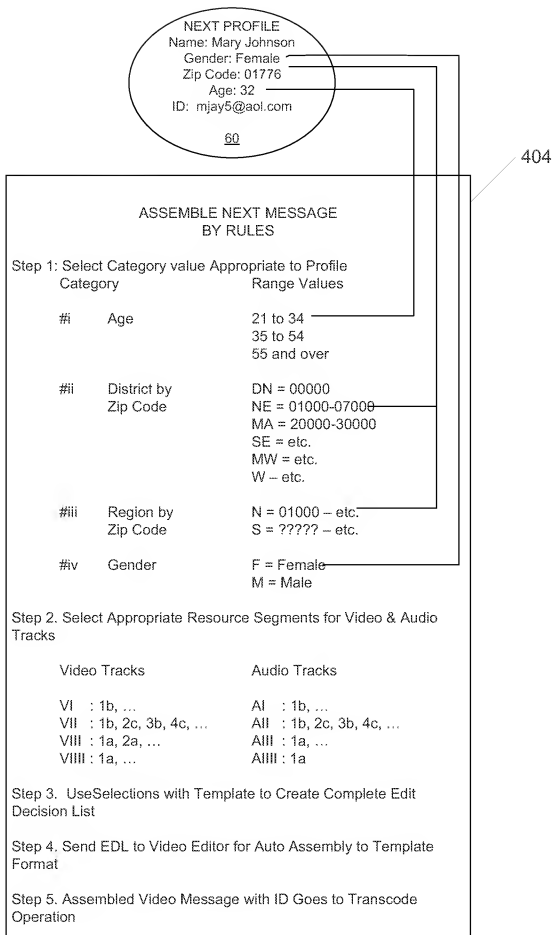 NEXT PROFILE
Name: Mary Johnson
Gender: Female
Zip Code: 01776
Age: 32
ID: mjay5@aol.com
60
404
ASSEMBLE NEXT MESSAGE
BY RULES
Step 1: Select Category value Appropriate to Profile
Category Range Values
#i Age 21 to 34
35 to 54
55 and over
#ii District by DN = 00000
Zip Code NE = 01000-07000
MA = 20000-30000
SE = etc.
MW = etc.
W – etc.
#iii Region by N = 01000 – etc.
Zip Code S = ????? – etc.
#iv Gender F = Female
M = Male
Step 2. Select Appropriate Resource Segments for Video & Audio
Tracks
Video Tracks Audio Tracks
VI : 1b, … AI : 1b, …
VII : 1b, 2c, 3b, 4c, … AII : 1b, 2c, 3b, 4c, …
VIII : 1a, 2a, … AIII : 1a, …
VIIII : 1a, … AIIII : 1a
Step 3. UseSelections with Template to Create Complete Edit
Decision List
Step 4. Send EDL to Video Editor for Auto Assembly to Template
Format
Step 5. Assembled Video Message with ID Goes to Transcode
Operation